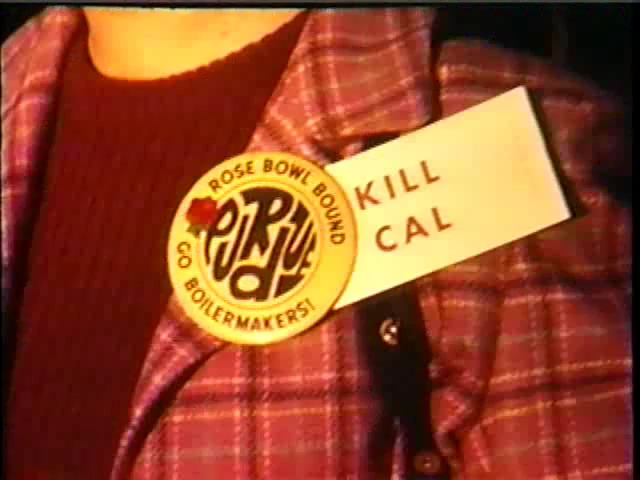 ROSE BOWL BOUND
PURDUE
GO BOILERMAKERS!
KILL
CAL